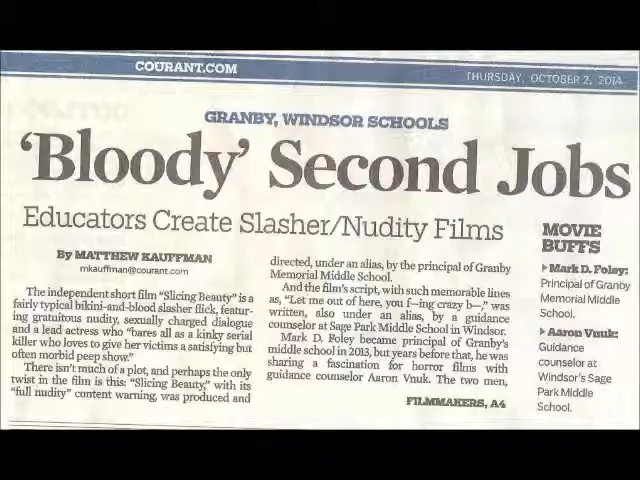 COURANT.COM
THURSDAY, OCTOBER 2, 2014
GRANBY, WINDSOR SCHOOLS
'Bloody' Second Jobs
Educators Create Slasher/Nudity Films
By MATTHEW KAUFFMAN
mkauffman@courant.com
The independent short film "Slicing Beauty" is a
fairly typical bikini-and-blood slasher flick, featur-
ing gratuitous nudity, sexually charged dialogue
and a lead actress who "bares all as a kinky serial
killer who loves to give her victims a satisfying but
often morbid peep show."
There isn't much of a plot, and perhaps the only
twist in the film is this: "Slicing Beauty," with its
"full nudity" content warning, was produced and
directed, under an alias, by the principal of Granby
Memorial Middle School.
And the film's script, with such memorable lines
as, "Let me out of here, you f—ing crazy b—," was
written, also under an alias, by a guidance
counselor at Sage Park Middle School in Windsor.
Mark D. Foley became principal of Granby's
middle school in 2013, but years before that, he was
sharing a fascination for horror films with
guidance counselor Aaron Vnuk. The two men,
FILMMAKERS, A4
MOVIE
BUFFS
Mark D. Foley:
Principal of Granby
Memorial Middle
School.
Aaron Vnuk:
Guidance
counselor at
Windsor's Sage
Park Middle
School.